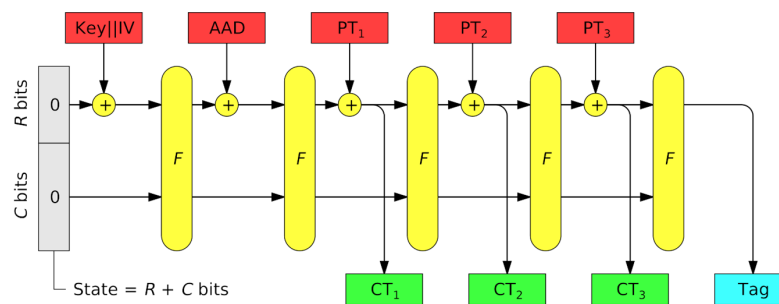 Key||IV AAD PT₁ PT₂ PT₃
R bits
0 + + + + +
F F F F F
C bits
0
State = R + C bits
CT₁ CT₂ CT₃ Tag